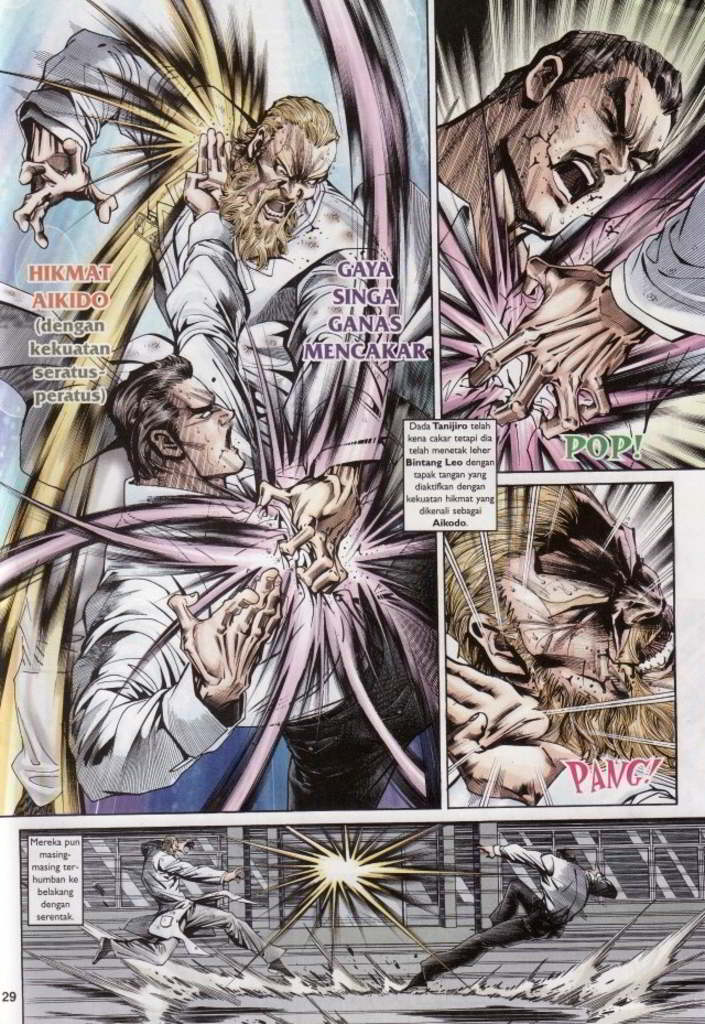 HIKMAT
AIKIDO
(dengan
kekuatan
seratus-
peratus)
GAYA
SINGA
GANAS
MENCAKAR
POP!
Dada Tanijiro telah
kena cakar tetapi dia
telah menetak leher
Bintang Leo dengan
tapak tangan yang
diaktifkan dengan
kekuatan hikmat yang
dikenali sebagai
Aikodo.
PANG!
Mereka pun
masing-
masing ter-
humban ke
belakang
dengan
serentak.
29